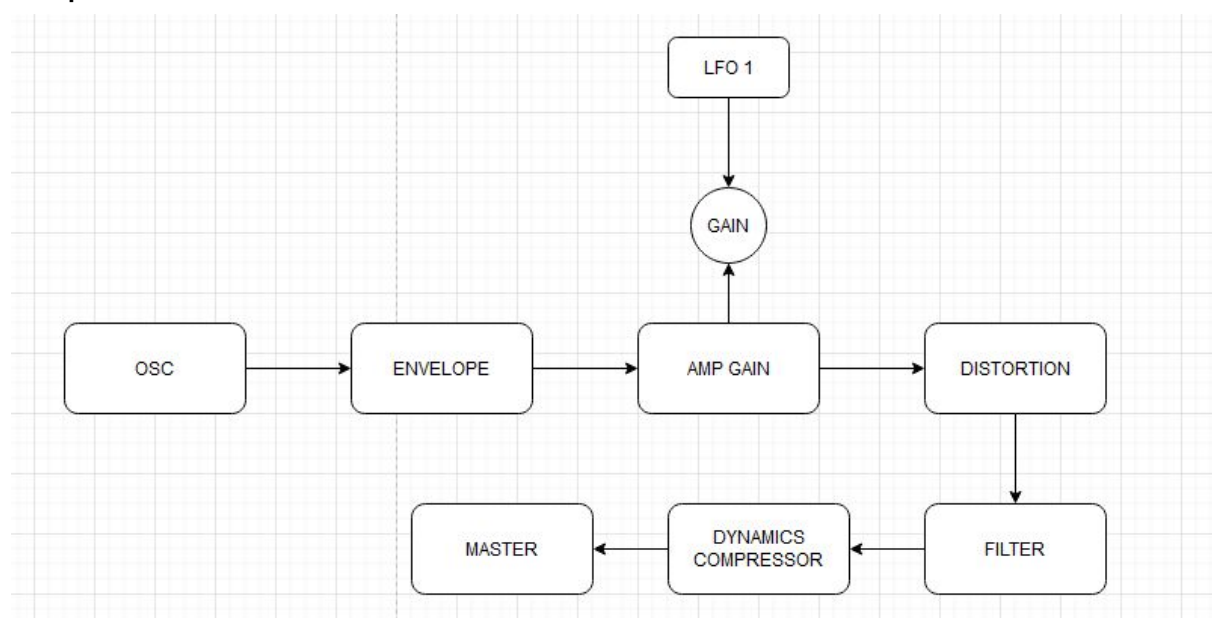 LFO 1
GAIN
OSC
ENVELOPE
AMP GAIN
DISTORTION
MASTER
DYNAMICS
COMPRESSOR
FILTER